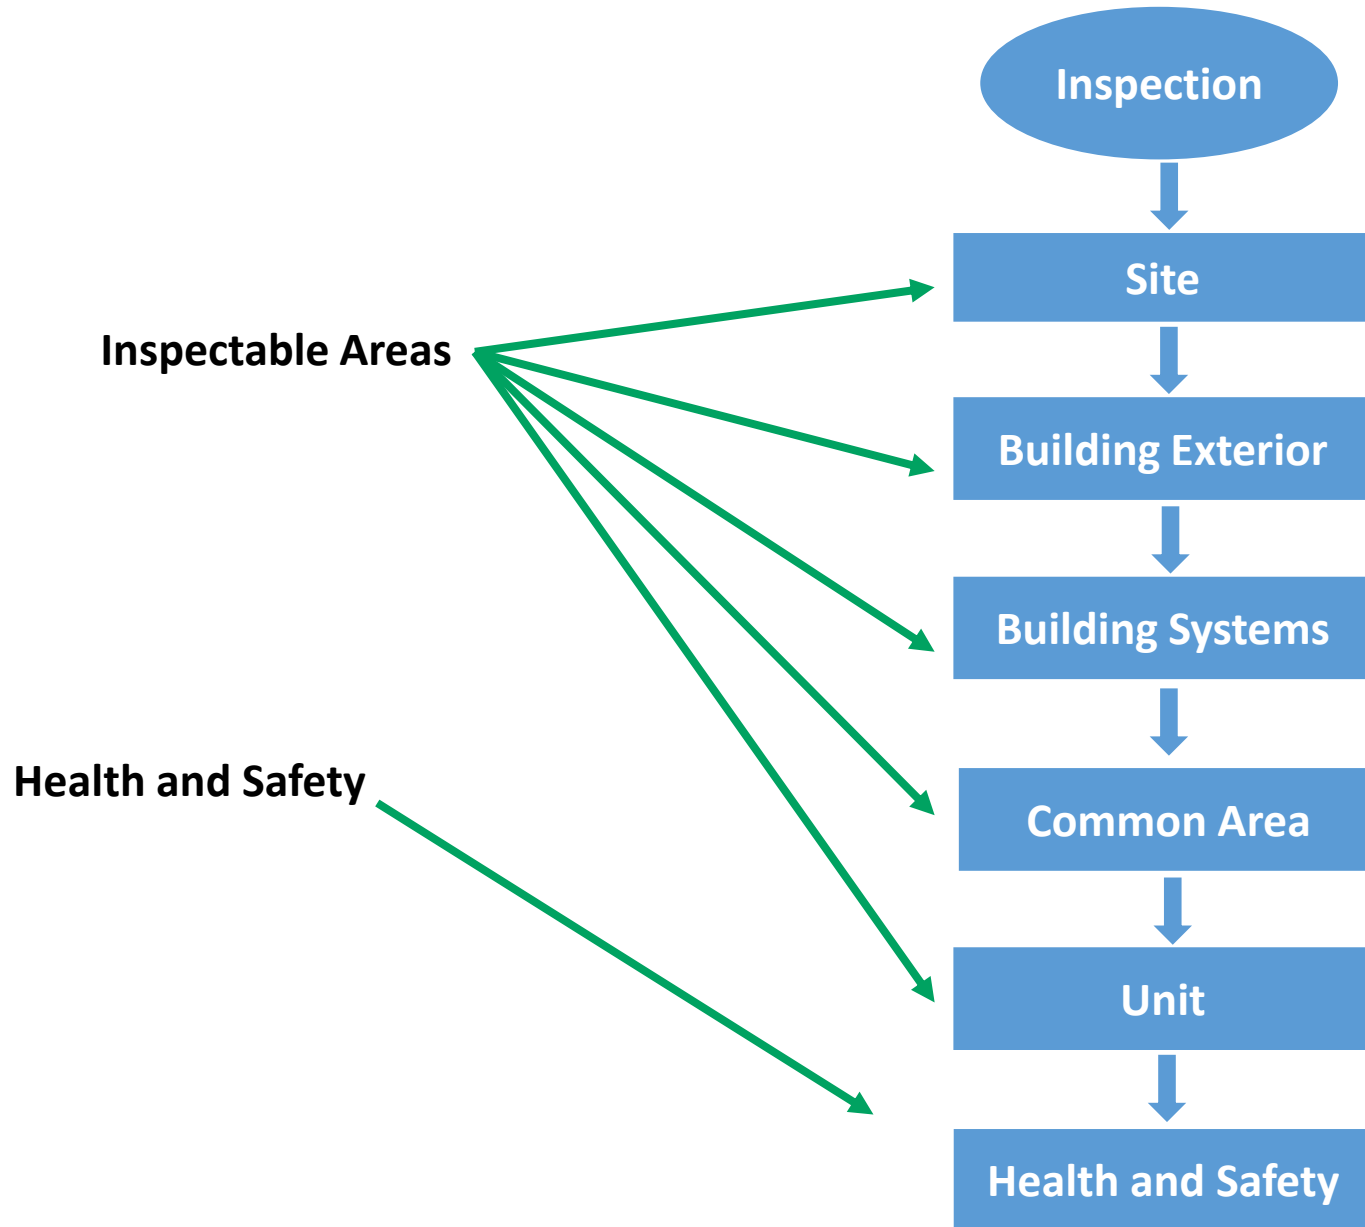 Inspection
Site
Inspectable Areas
Building Exterior
Building Systems
Health and Safety
Common Area
Unit
Health and Safety